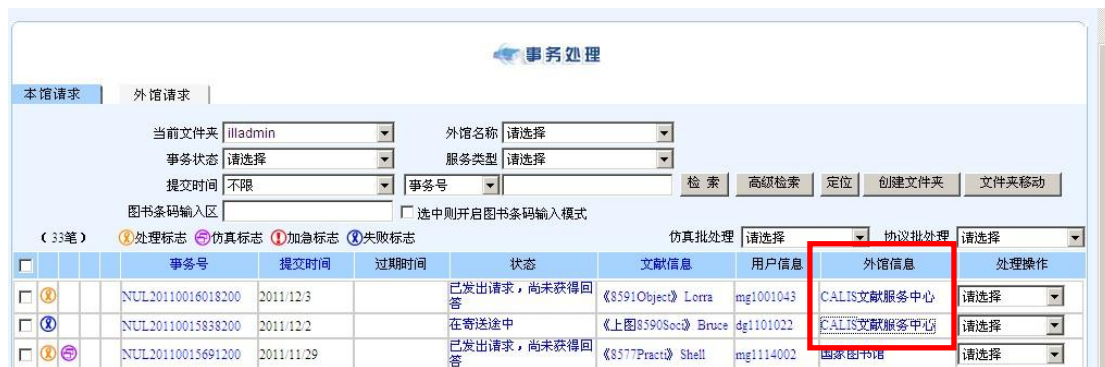 事务处理
本馆请求 外馆请求
当前文件夹 illadmin 外馆名称 请选择
事务状态 请选择 服务类型 请选择
提交时间 不限 事务号 检 索 高级检索 定位 创建文件夹 文件夹移动
图书条码输入区 选中则开启图书条码输入模式
( 33笔 ) 处理标志 仿真标志 加急标志 失败标志 仿真批处理 请选择 协议批处理 请选择
事务号 提交时间 过期时间 状态 文献信息 用户信息 外馆信息 处理操作
NUL20110016018200 2011/12/3 已发出请求，尚未获得回答 《8591Object》 Lorra mg1001043 CALIS文献服务中心 请选择
NUL20110015838200 2011/12/2 在寄送途中 《上图8590Soci》 Bruce dg1101022 CALIS文献服务中心 请选择
NUL20110015691200 2011/11/29 已发出请求，尚未获得回答 《8577Practi》 Shell mg1114002 国家图书馆 请选择